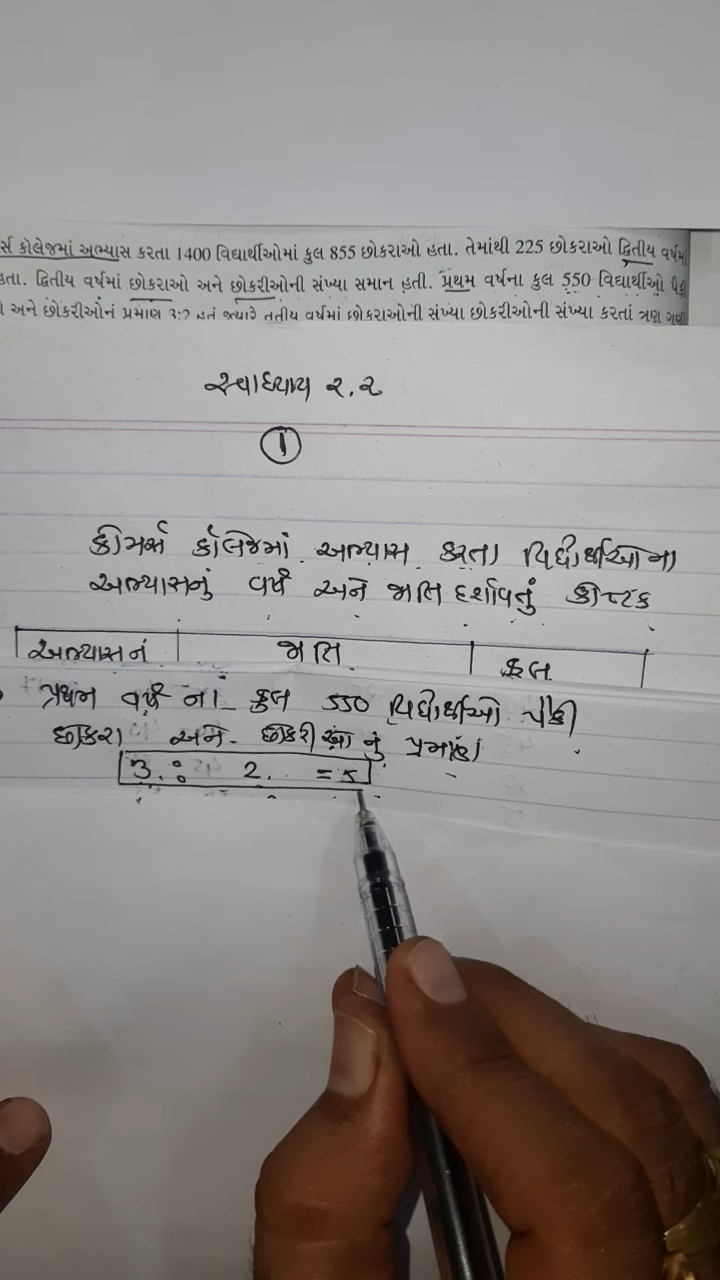 ર્સ કૉલેજમાં અભ્યાસ કરતા 1400 વિદ્યાર્થીઓમાં કુલ 855 છોકરાઓ હતા. તેમાંથી 225 છોકરાઓ દ્વિતીય વર્ષમાં
હતા. દ્વિતીય વર્ષમાં છોકરાઓ અને છોકરીઓની સંખ્યા સમાન હતી. પ્રથમ વર્ષના કુલ 550 વિદ્યાર્થીઓ પૈકી
અને છોકરીઓનું પ્રમાણ 3:2 હતું જ્યારે તૃતીય વર્ષમાં છોકરાઓની સંખ્યા છોકરીઓની સંખ્યા કરતાં ત્રણ ગણી
સ્વાધ્યાય ૨.૨
1
કૉમર્સ કૉલેજમાં અભ્યાસ કરતા વિદ્યાર્થીઓના
અભ્યાસનું વર્ષ અને જાતિ દર્શાવતું કોષ્ટક
અભ્યાસનં જાતિ કુલ
પ્રથમ વર્ષ ના કુલ 550 વિદ્યાર્થીઓ પૈકી
છોકરા અને છોકરીઓનું પ્રમાણ
3 : 2. = 5